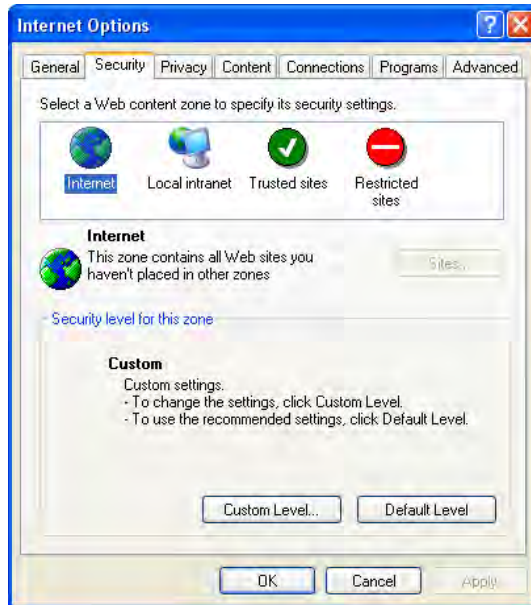 Internet Options
General Security Privacy Content Connections Programs Advanced
Select a Web content zone to specify its security settings.
Internet Local intranet Trusted sites Restricted
sites
Internet
This zone contains all Web sites you
haven't placed in other zones
Sites...
Security level for this zone
Custom
Custom settings.
- To change the settings, click Custom Level.
- To use the recommended settings, click Default Level.
Custom Level... Default Level
OK Cancel Apply